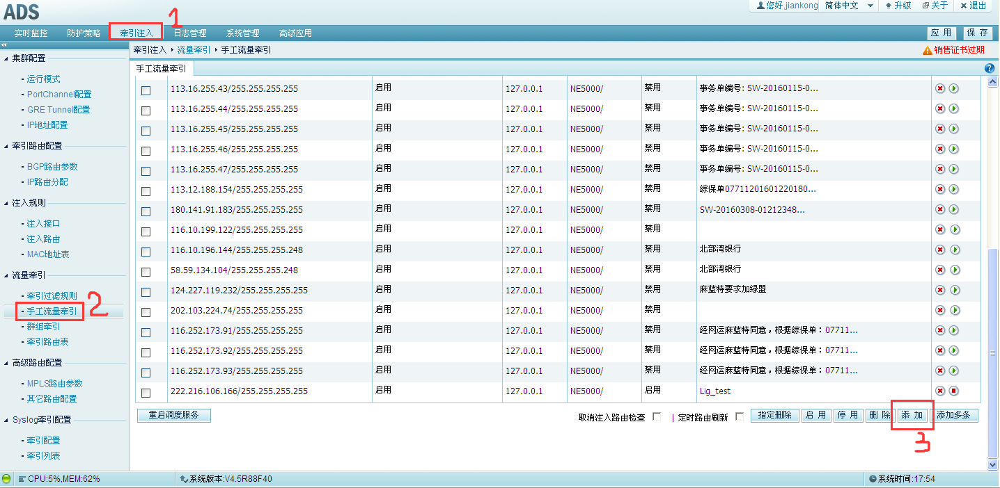 ADS
您好,jiankong 简体中文 升级 关于 退出
1
实时监控 防护策略 牵引注入 日志管理 系统管理 高级应用 应 用 保 存
牵引注入 流量牵引 手工流量牵引 销售证书过期
手工流量牵引
集群配置
运行模式
PortChannel配置
GRE Tunnel配置
IP地址配置
牵引路由配置
BGP路由参数
IP路由分配
注入规则
注入接口
注入路由
MAC地址表
流量牵引
牵引过滤规则
手工流量牵引 2
群组牵引
牵引路由表
高级路由配置
MPLS路由参数
其它路由配置
Syslog牵引配置
牵引配置
牵引列表
113.16.255.43/255.255.255.255 启用 127.0.0.1 NE5000/ 禁用 事务单编号: SW-20160115-0...
113.16.255.44/255.255.255.255 启用 127.0.0.1 NE5000/ 禁用 事务单编号: SW-20160115-0...
113.16.255.45/255.255.255.255 启用 127.0.0.1 NE5000/ 禁用 事务单编号: SW-20160115-0...
113.16.255.46/255.255.255.255 启用 127.0.0.1 NE5000/ 禁用 事务单编号: SW-20160115-0...
113.16.255.47/255.255.255.255 启用 127.0.0.1 NE5000/ 禁用 事务单编号: SW-20160115-0...
113.12.188.154/255.255.255.255 启用 127.0.0.1 NE5000/ 禁用 综保单07711201601220180...
180.141.91.183/255.255.255.255 启用 127.0.0.1 NE5000/ 禁用 SW-20160308-01212348...
116.10.199.122/255.255.255.255 启用 127.0.0.1 NE5000/ 禁用
116.10.196.144/255.255.255.248 启用 127.0.0.1 NE5000/ 禁用 北部湾银行
58.59.134.104/255.255.255.248 启用 127.0.0.1 NE5000/ 禁用 北部湾银行
124.227.119.232/255.255.255.255 启用 127.0.0.1 NE5000/ 禁用 麻蓝特要求加绿盟
202.103.224.74/255.255.255.255 启用 127.0.0.1 NE5000/ 禁用
116.252.173.91/255.255.255.255 启用 127.0.0.1 NE5000/ 禁用 经网运麻蓝特同意，根据综保单：07711...
116.252.173.92/255.255.255.255 启用 127.0.0.1 NE5000/ 禁用 经网运麻蓝特同意，根据综保单：07711...
116.252.173.93/255.255.255.255 启用 127.0.0.1 NE5000/ 禁用 经网运麻蓝特同意，根据综保单：07711...
222.216.106.166/255.255.255.255 启用 127.0.0.1 NE5000/ 启用 Lig_test
重启调度服务 取消注入路由检查 | 定时路由刷新 指定删除 启 用 停 用 删 除 添 加 添加多条
3
CPU:5%,MEM:62% 系统版本:V4.5R88F40 系统时间:17:54